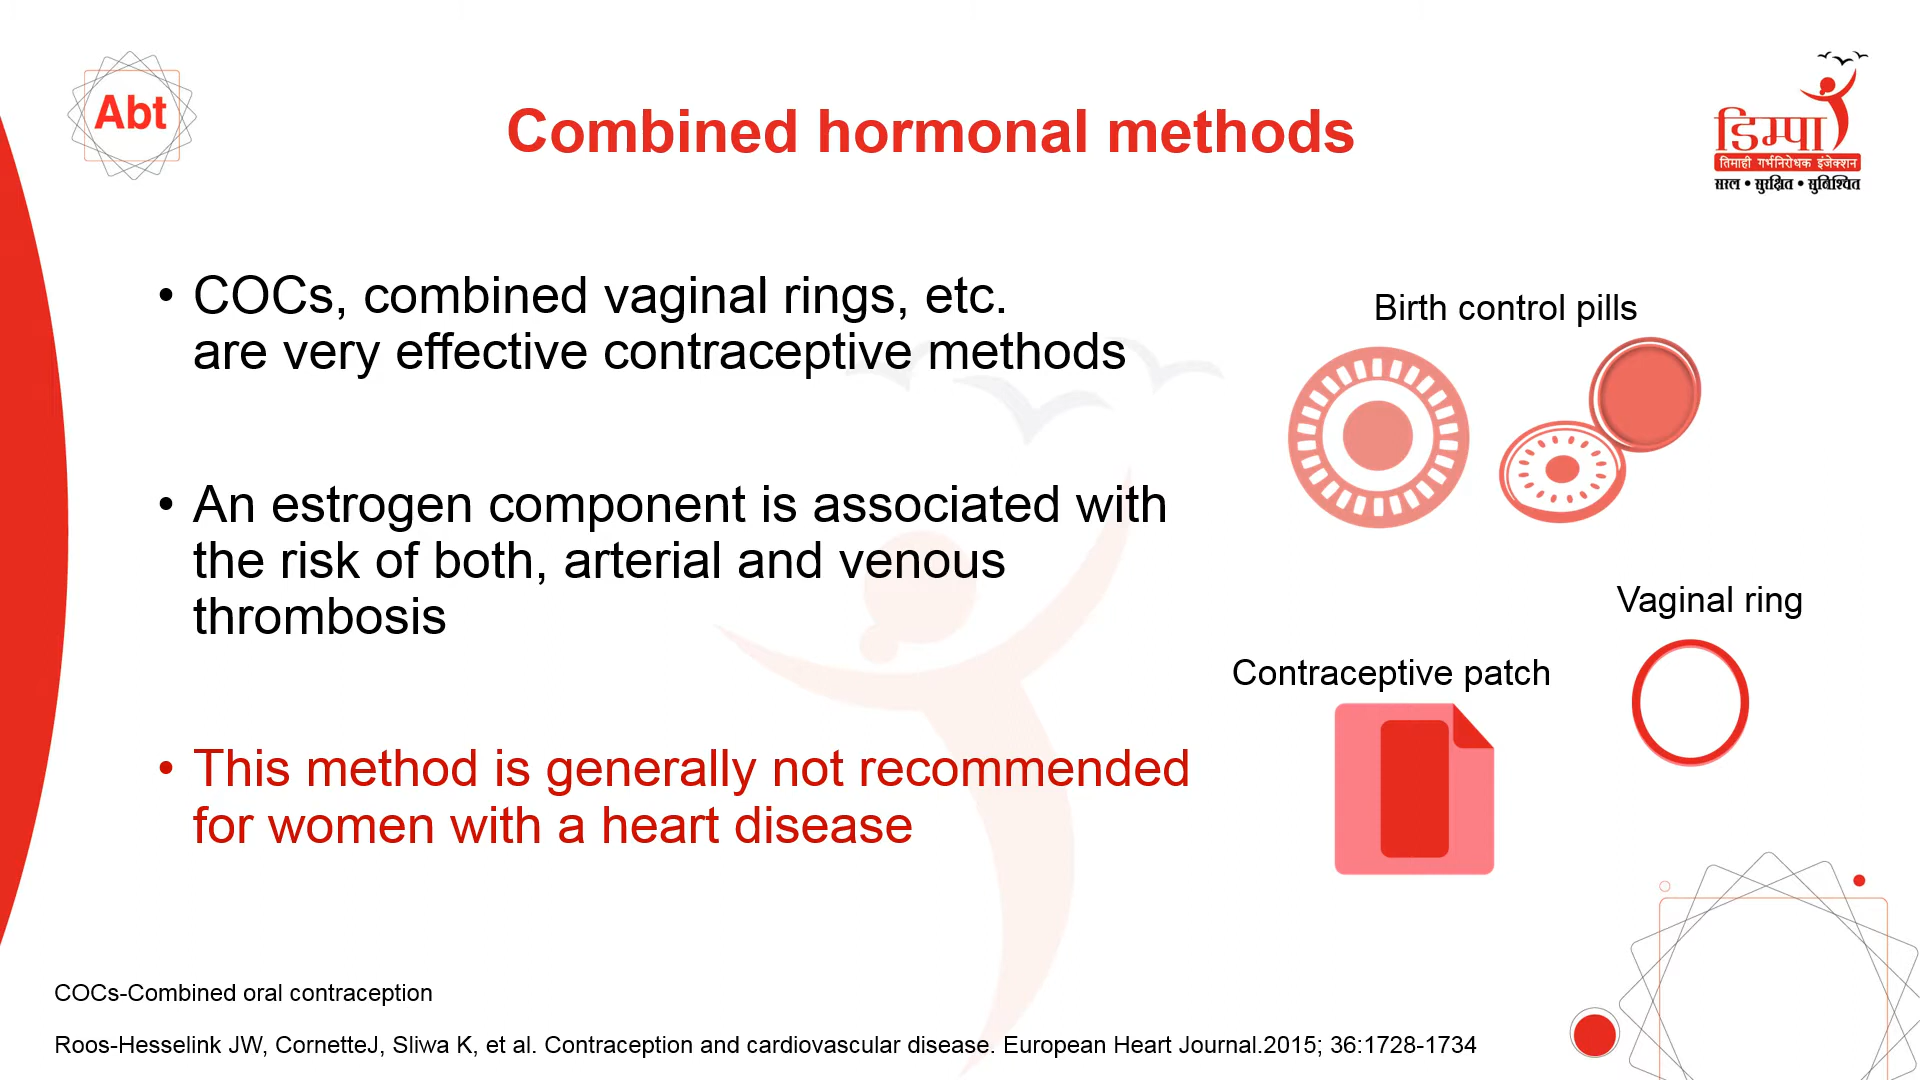 Abt
Combined hormonal methods
डिम्पा
तिमाही गर्भनिरोधक इंजेक्शन
सरल • सुरक्षित • सुनिश्चित
• COCs, combined vaginal rings, etc.
are very effective contraceptive methods
• An estrogen component is associated with
the risk of both, arterial and venous
thrombosis
• This method is generally not recommended
for women with a heart disease
Birth control pills
Vaginal ring
Contraceptive patch
COCs-Combined oral contraception
Roos-Hesselink JW, CornetteJ, Sliwa K, et al. Contraception and cardiovascular disease. European Heart Journal.2015; 36:1728-1734